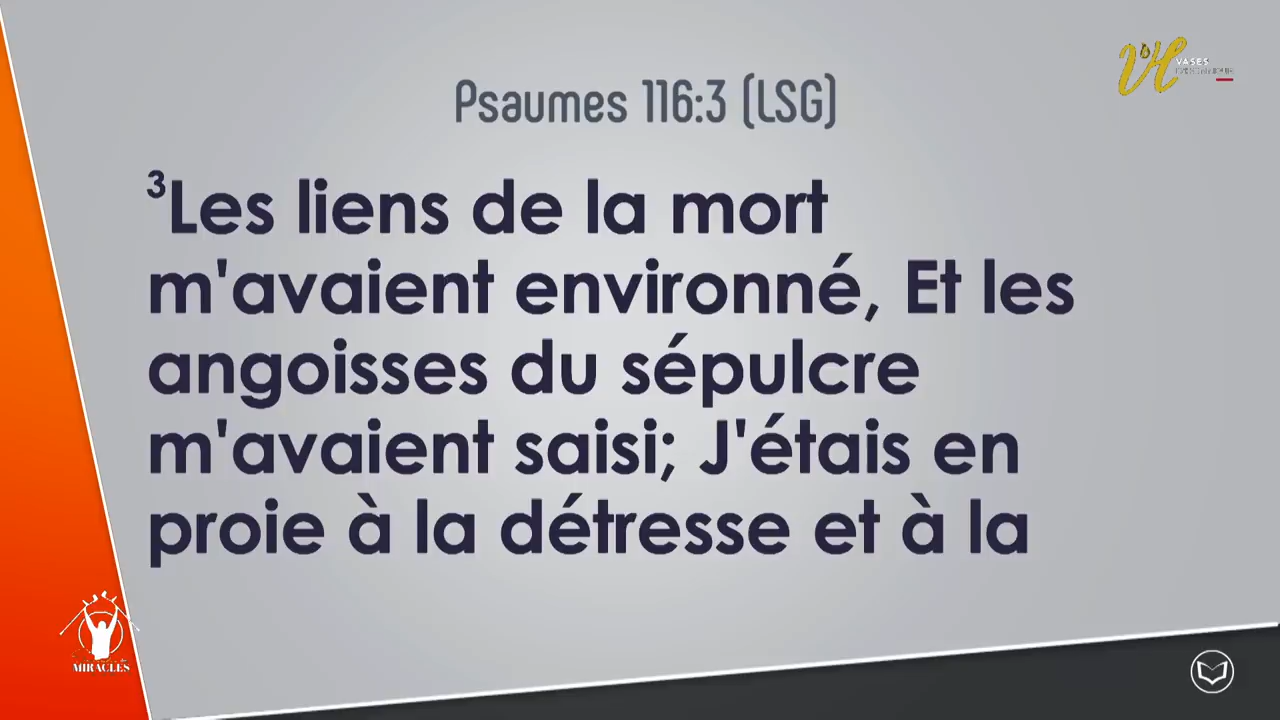 Psaumes 116:3 (LSG)
VH VASES
³Les liens de la mort
m'avaient environné, Et les
angoisses du sépulcre
m'avaient saisi; J'étais en
proie à la détresse et à la
MIRACLES